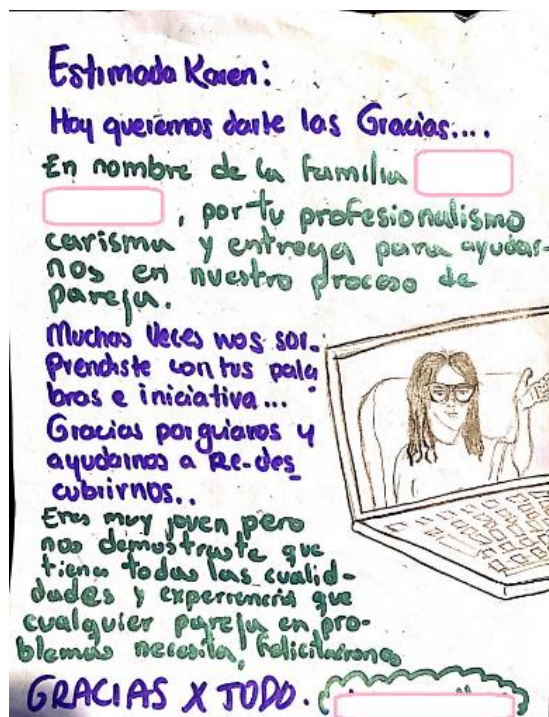 Estimada Karen:
Hoy queremos darte las Gracias....
En nombre de la familia
, por tu profesionalismo
carisma y entrega para ayudar-
nos en nuestro proceso de
pareja.
Muchas veces nos sor-
prendiste con tus pala
bras e iniciativa...
Gracias por guiarnos y
ayudarnos a Re-des
cubrirnos..
Eres muy joven pero
nos demostraste que
tienes todas las cualid-
dades y experiencia que
cualquier pareja en pro-
blemas necesita,
GRACIAS X TODO.